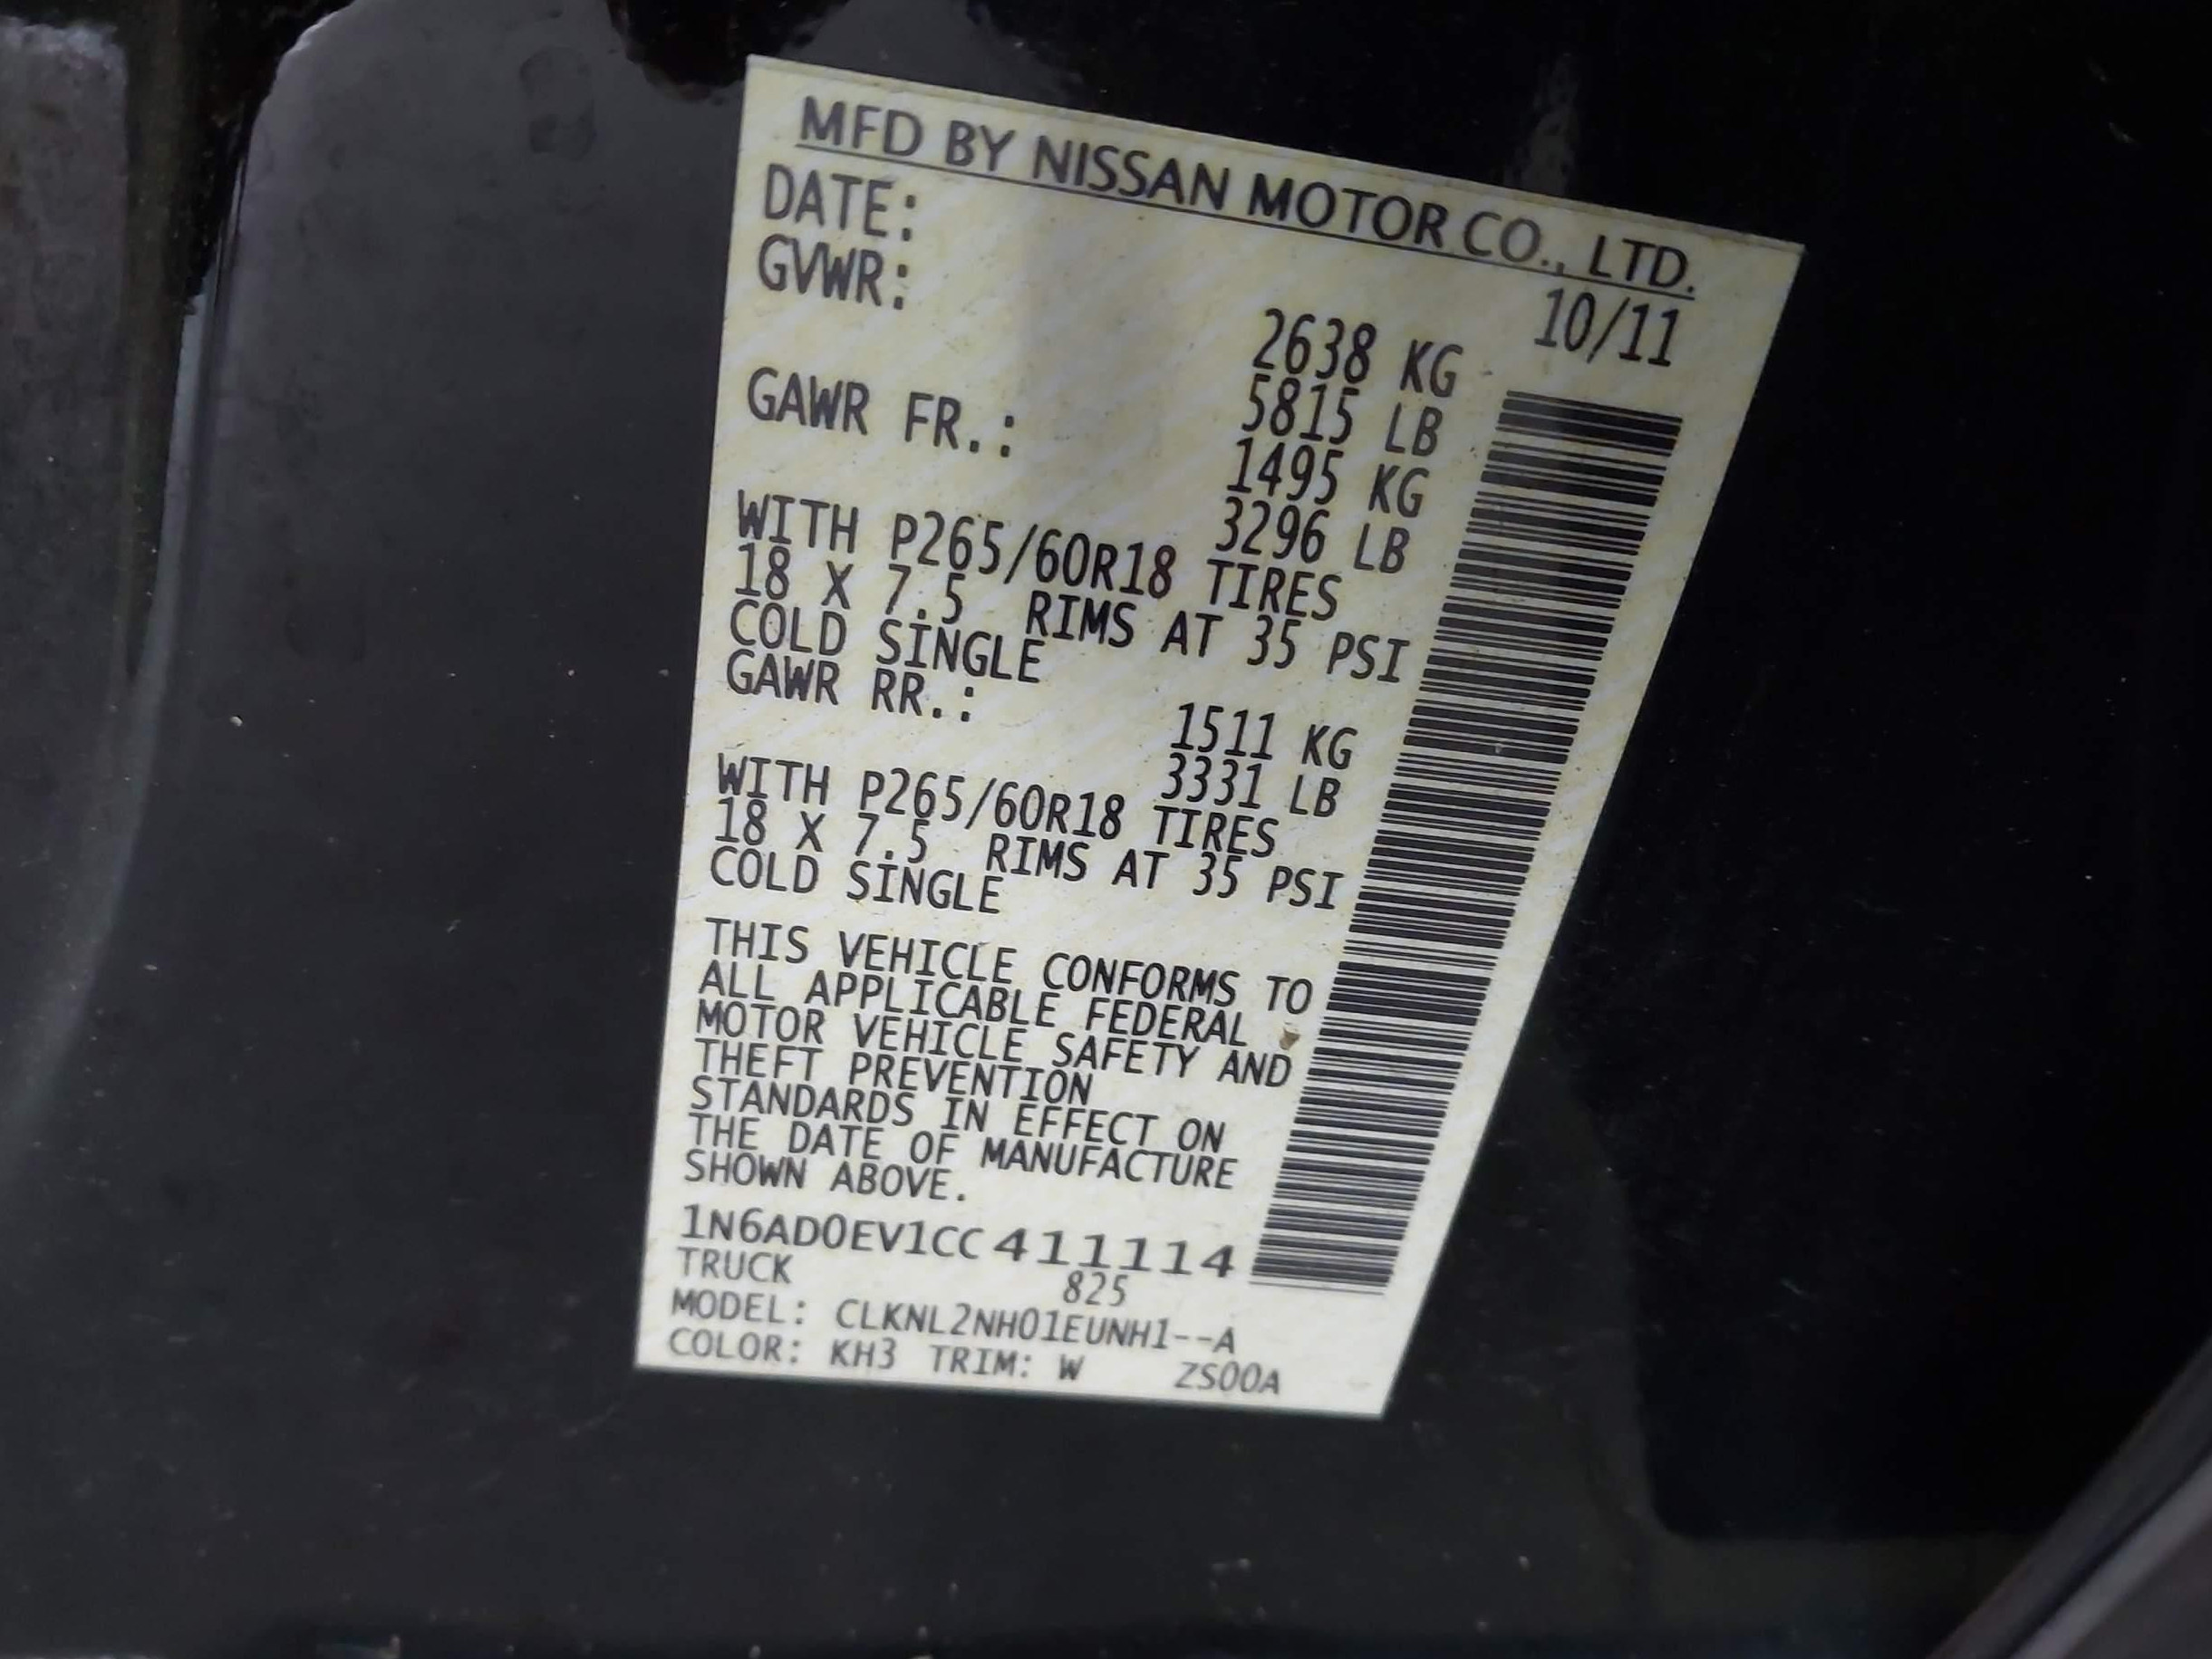 MFD BY NISSAN MOTOR CO., LTD.
DATE: 10/11
GVWR: 2638 KG
5815 LB
GAWR FR.: 1495 KG
3296 LB
WITH P265/60R18 TIRES
18 X 7.5 RIMS AT 35 PSI
COLD SINGLE
GAWR RR.: 1511 KG
3331 LB
WITH P265/60R18 TIRES
18 X 7.5 RIMS AT 35 PSI
COLD SINGLE
THIS VEHICLE CONFORMS TO
ALL APPLICABLE FEDERAL
MOTOR VEHICLE SAFETY AND
THEFT PREVENTION
STANDARDS IN EFFECT ON
THE DATE OF MANUFACTURE
SHOWN ABOVE.
1N6AD0EV1CC411114
TRUCK 825
MODEL: CLKNL2NH01EUNH1--A
COLOR: KH3 TRIM: W ZS00A